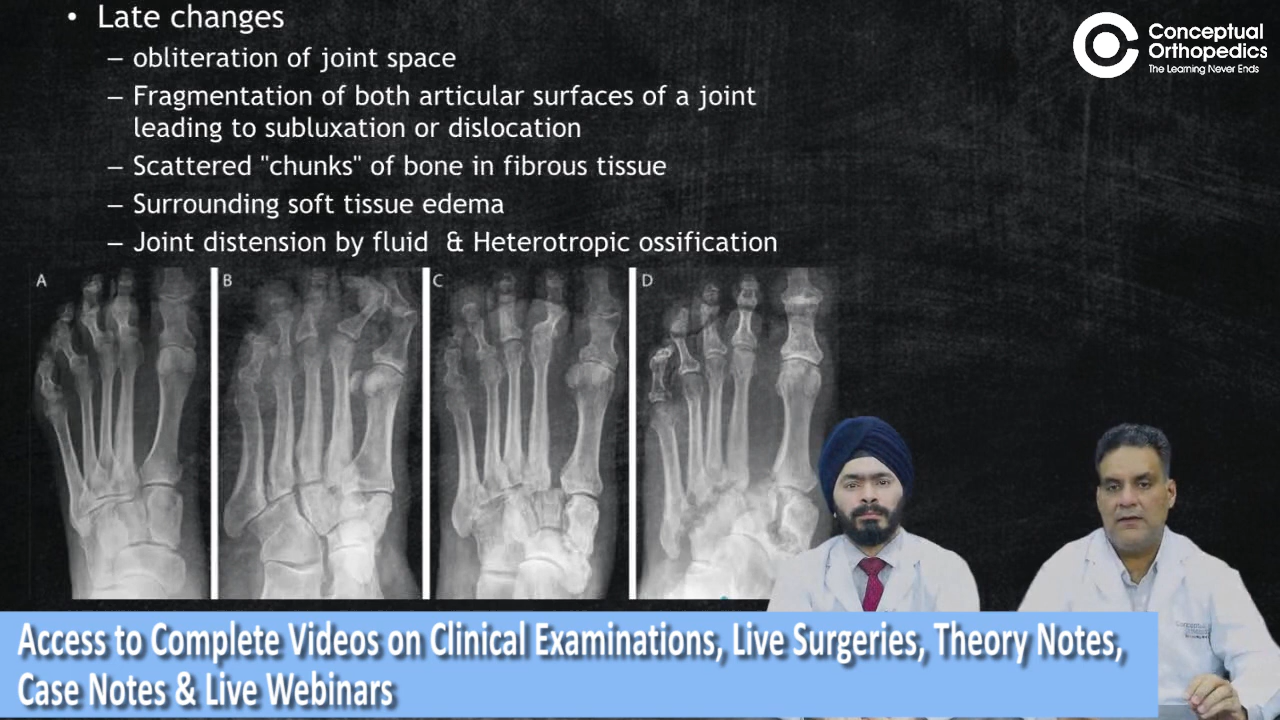 • Late changes
– obliteration of joint space
– Fragmentation of both articular surfaces of a joint
leading to subluxation or dislocation
– Scattered "chunks" of bone in fibrous tissue
– Surrounding soft tissue edema
– Joint distension by fluid & Heterotropic ossification
Conceptual
Orthopedics
The Learning Never Ends
A
B
C
D
Access to Complete Videos on Clinical Examinations, Live Surgeries, Theory Notes,
Case Notes & Live Webinars